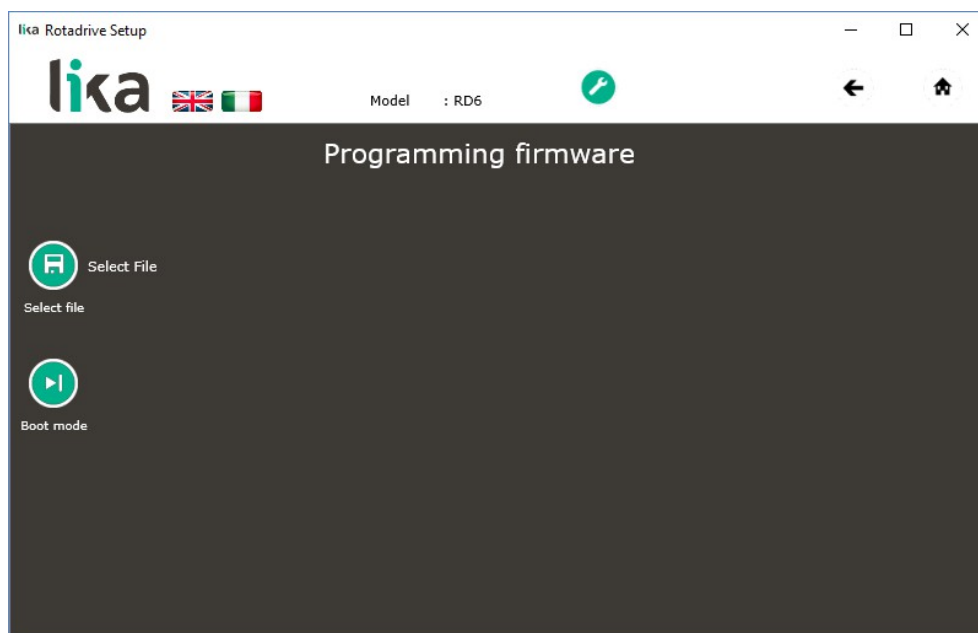 lika Rotadrive Setup
lika
Model : RD6
Programming firmware
Select File
Select file
Boot mode